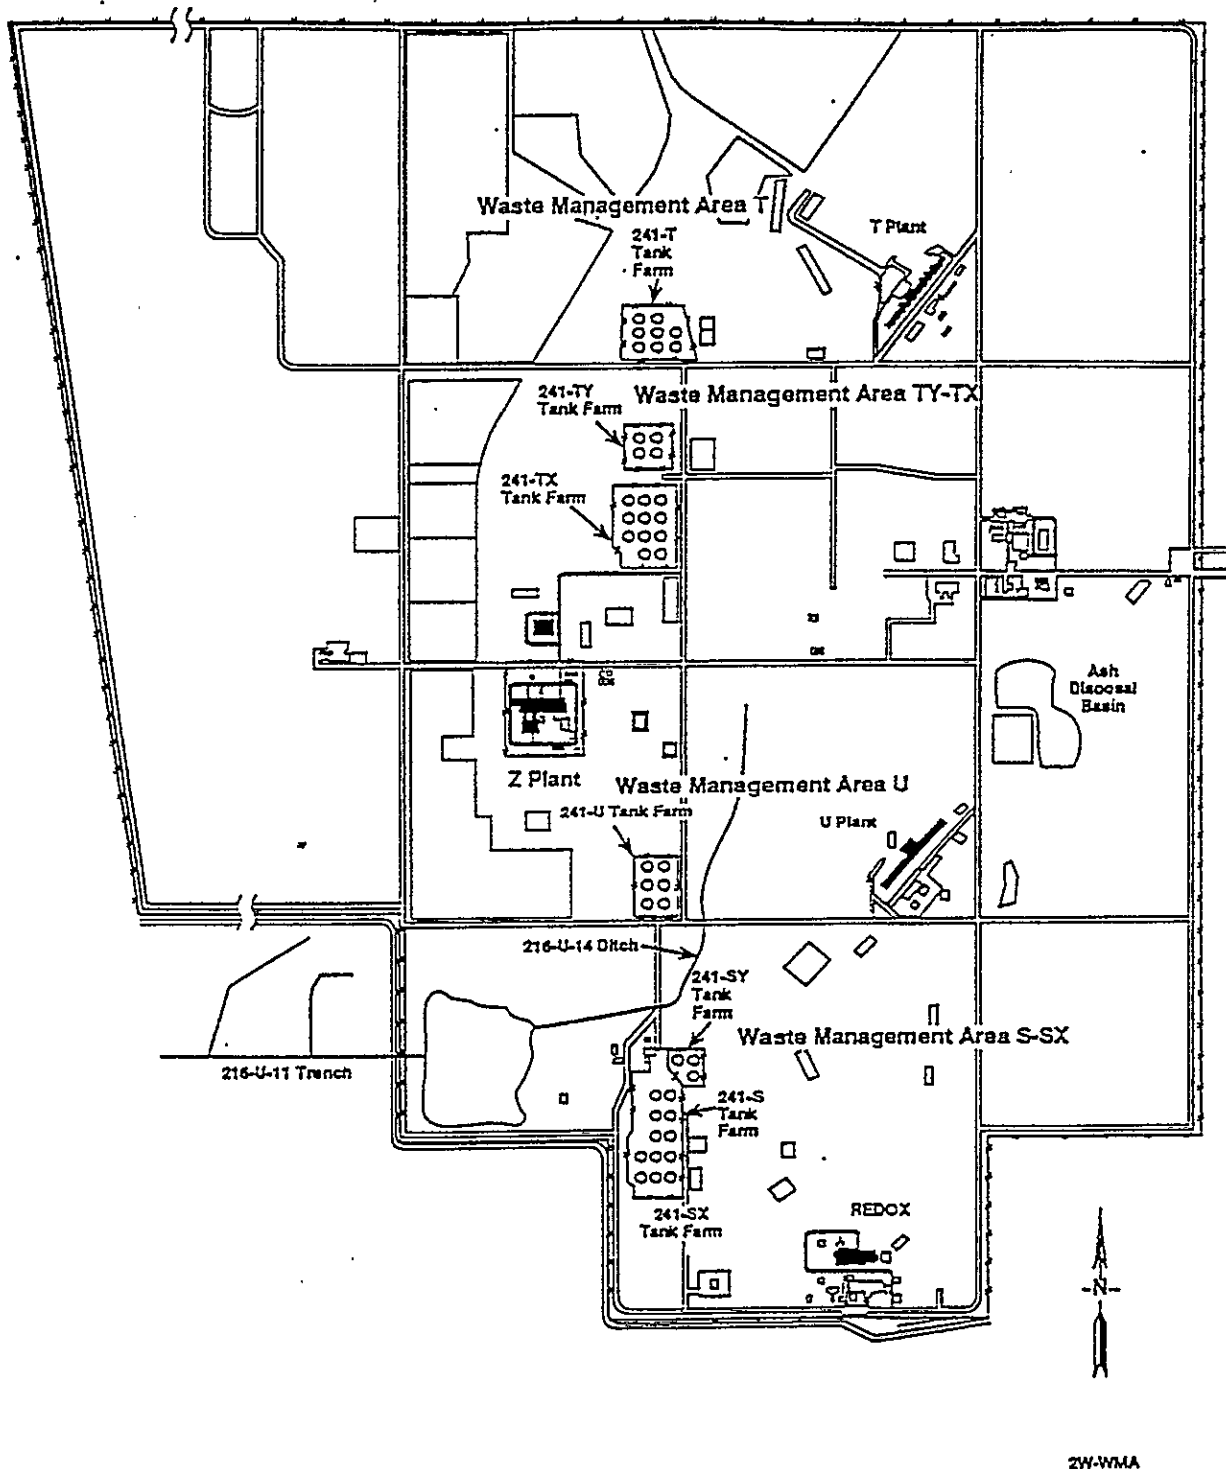 Waste Management Area T
241-T
Tank
Farm
T Plant
Waste Management Area TY-TX
241-TY
Tank Farm
241-TX
Tank Farm
Ash
Disposal
Basin
Z Plant
Waste Management Area U
241-U Tank Farm
U Plant
216-U-14 Ditch
241-SY
Tank
Farm
Waste Management Area S-SX
216-U-11 Trench
241-S
Tank
Farm
241-SX
Tank Farm
REDOX
-N-
2W-WMA